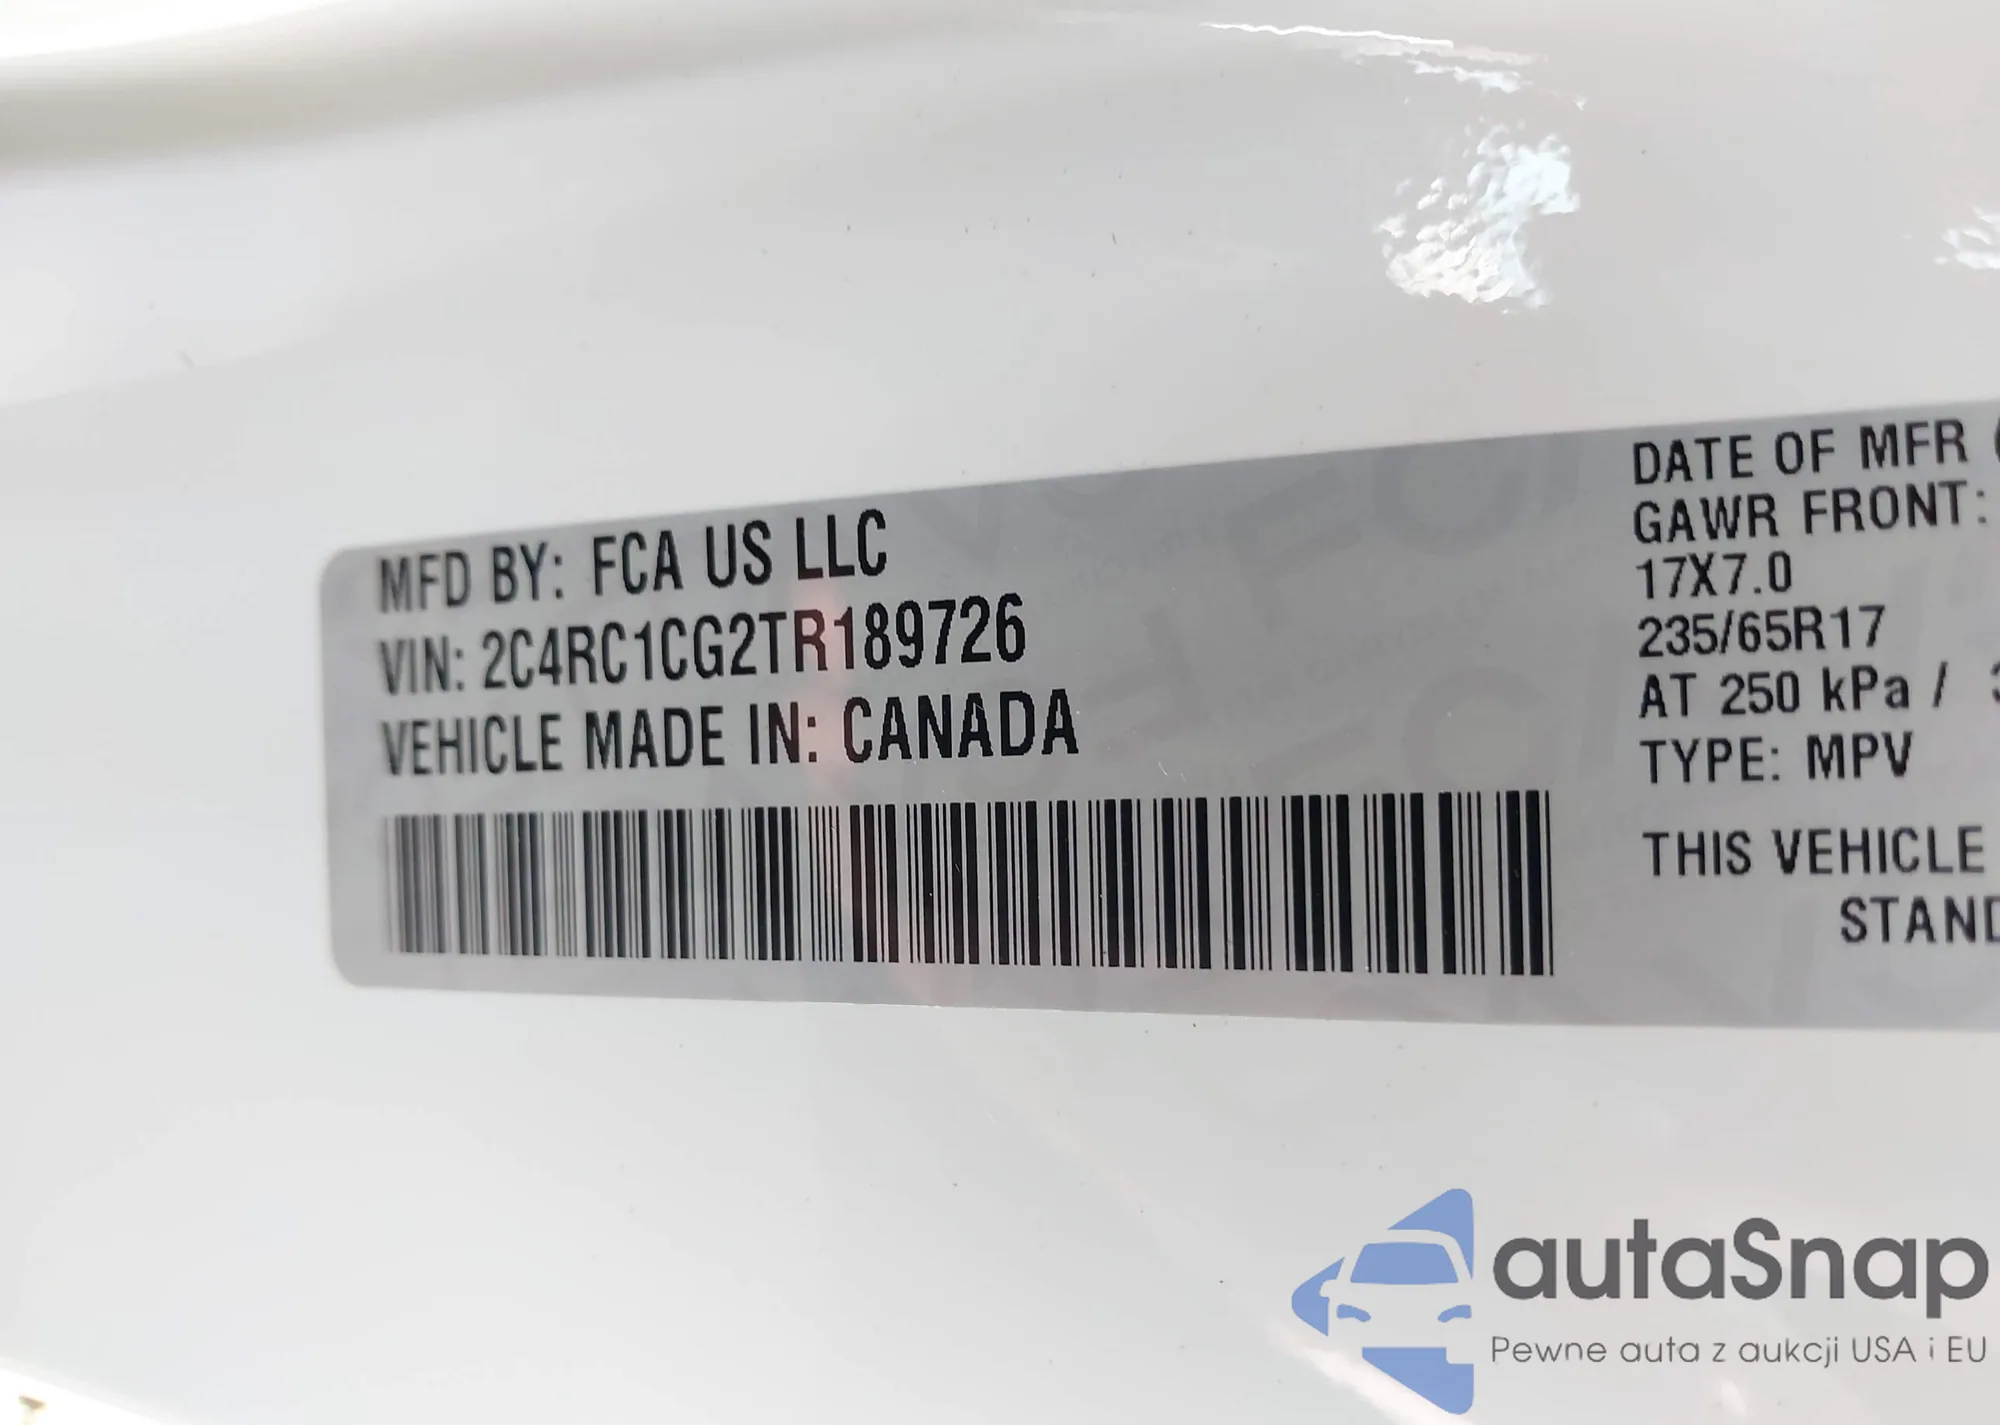 MFD BY: FCA US LLC
VIN: 2C4RC1CG2TR189726
VEHICLE MADE IN: CANADA
DATE OF MFR
GAWR FRONT:
17X7.0
235/65R17
AT 250 kPa /
TYPE: MPV
THIS VEHICLE
autaSnap
Pewne auta z aukcji USA i EU